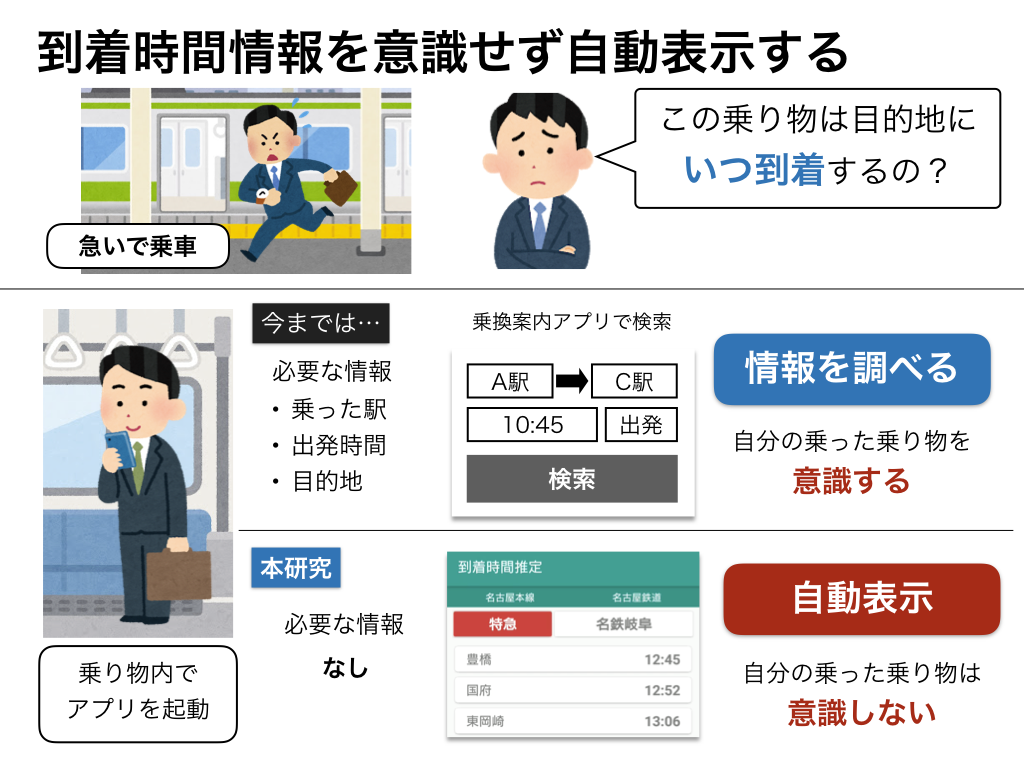 到着時間情報を意識せず自動表示する
この乗り物は目的地に
いつ到着するの？
急いで乗車
今までは…
必要な情報
• 乗った駅
• 出発時間
• 目的地
乗換案内アプリで検索
A駅
C駅
10:45
出発
検索
情報を調べる
自分の乗った乗り物を
意識する
乗り物内で
アプリを起動
本研究
必要な情報
なし
到着時間推定
名古屋本線
名古屋鉄道
特急
名鉄岐阜
豊橋 12:45
国府 12:52
東岡崎 13:06
自動表示
自分の乗った乗り物は
意識しない